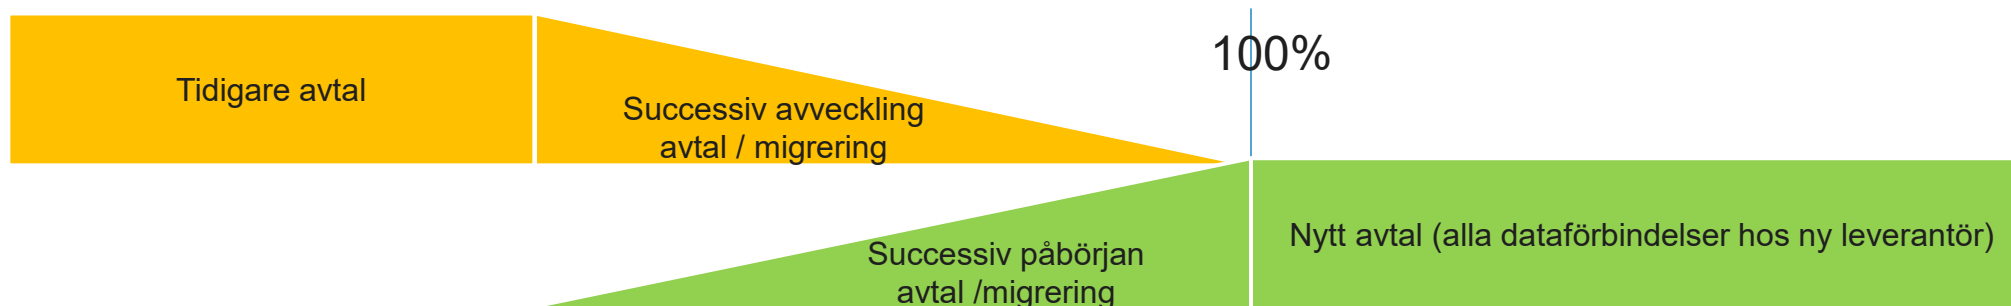 Tidigare avtal
Successiv avveckling
avtal / migrering
100%
Successiv påbörjan
avtal /migrering
Nytt avtal (alla dataförbindelser hos ny leverantör)